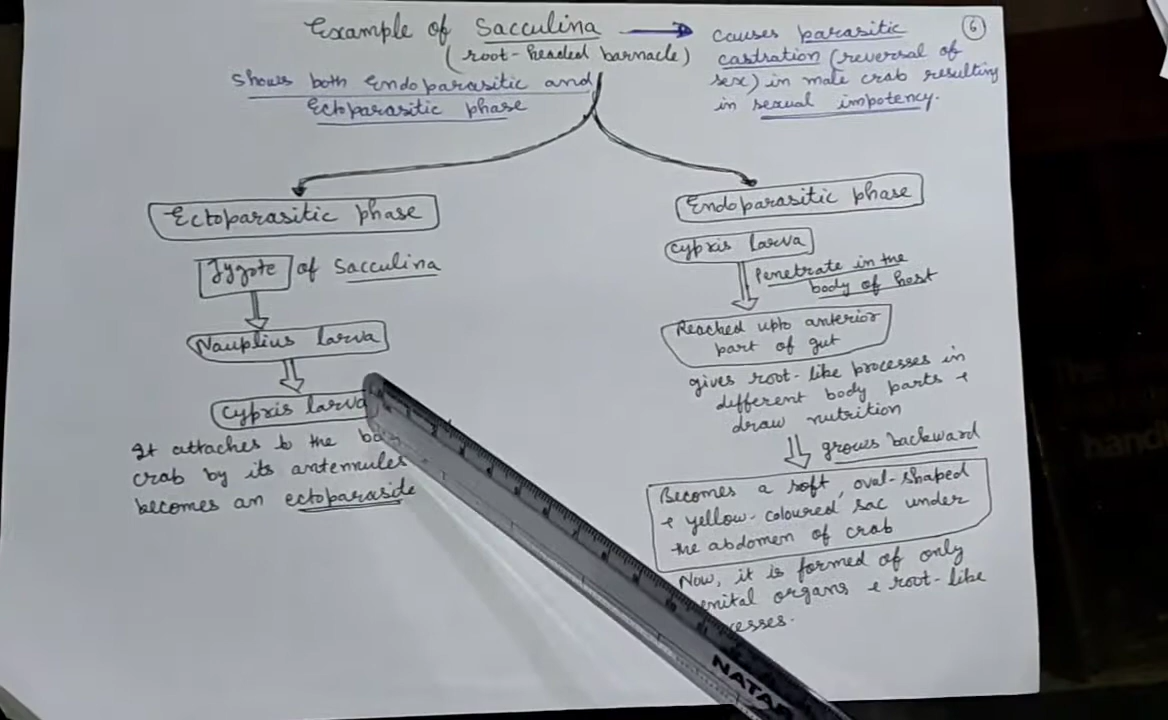 Example of Sacculina
(root-headed barnacle)
shows both Endoparasitic and
Ectoparasitic phase
causes parasitic
castration (reversal of
sex) in male crab resulting
in sexual impotency.
6
Ectoparasitic phase
Zygote of Sacculina
Nauplius larva
Cypris larva
It attaches to the
crab by its antennules
becomes an ectoparasite
Endoparasitic phase
Cypris larva
Penetrate in the
body of host
Reached upto anterior
part of gut
gives root-like processes in
different body parts &
draw nutrition
grows backward
Becomes a soft, oval-shaped
& yellow-coloured sac under
the abdomen of crab
Now, it is formed of only
enital organs & root-like
esses.
NATAR